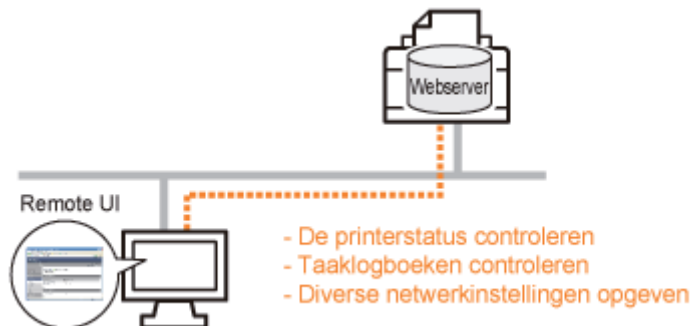 Webserver
Remote UI
- De printerstatus controleren
- Taaklogboeken controleren
- Diverse netwerkinstellingen opgeven